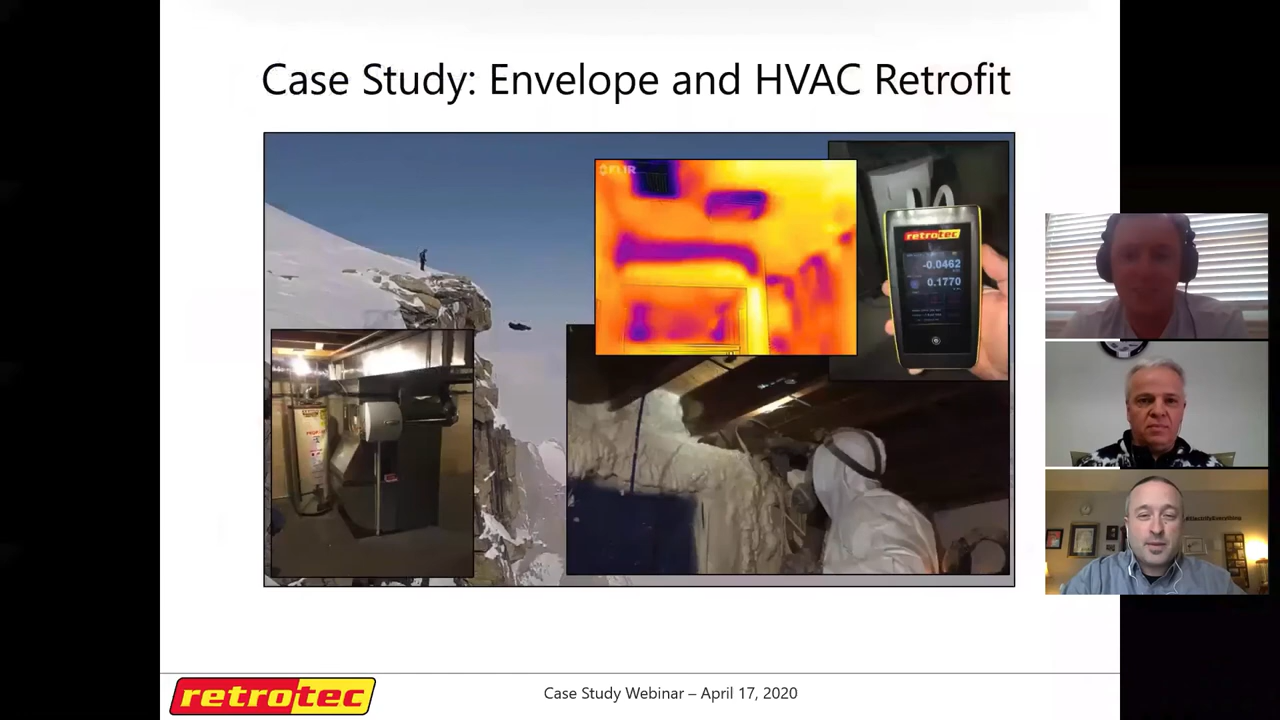 Case Study: Envelope and HVAC Retrofit
FLIR
retrotec
-0.0462
0.1770
#ElectrifyEverything
retrotec
Case Study Webinar – April 17, 2020